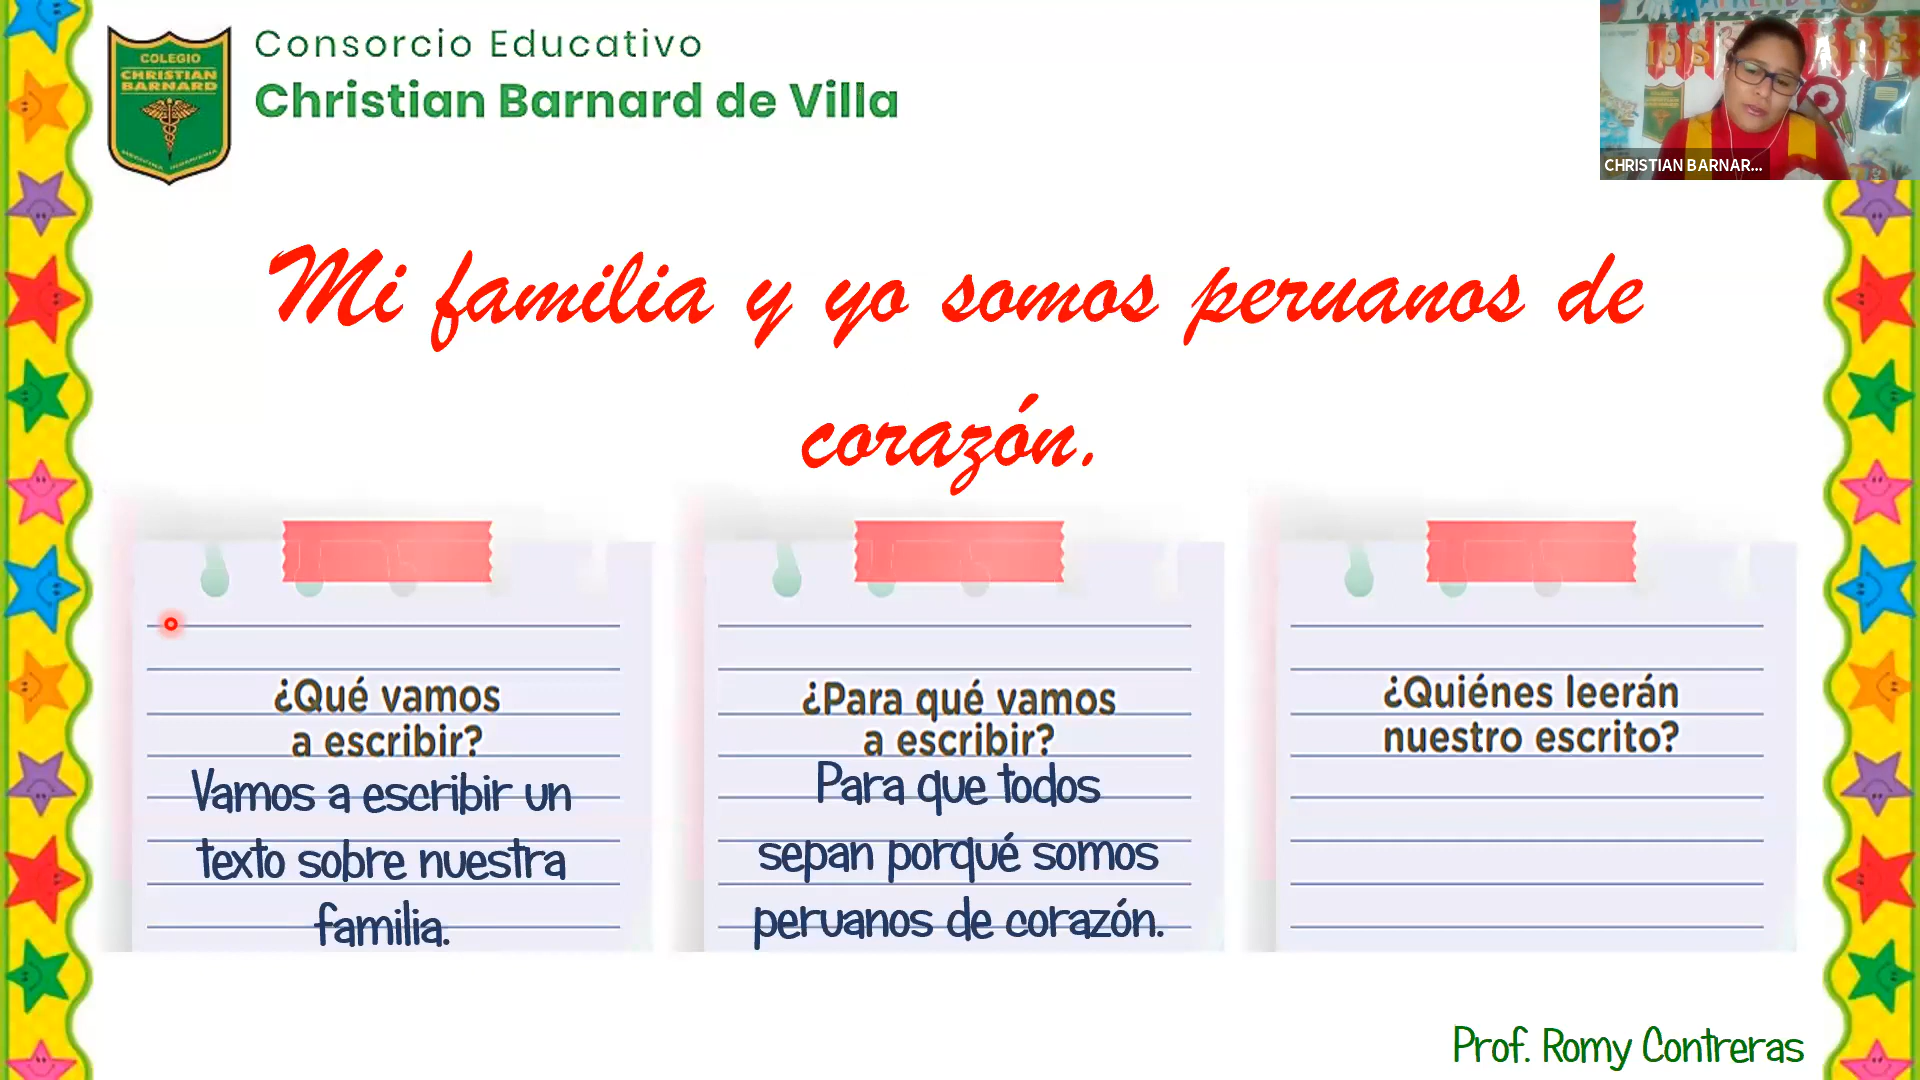 Consorcio Educativo
Christian Barnard de Villa
COLEGIO
CHRISTIAN
BARNARD
CHRISTIAN BARNAR...
Mi familia y yo somos peruanos de
corazón.
¿Qué vamos
a escribir?
Vamos a escribir un
texto sobre nuestra
familia.
¿Para qué vamos
a escribir?
Para que todos
sepan porqué somos
peruanos de corazón.
¿Quiénes leerán
nuestro escrito?
Prof. Romy Contreras